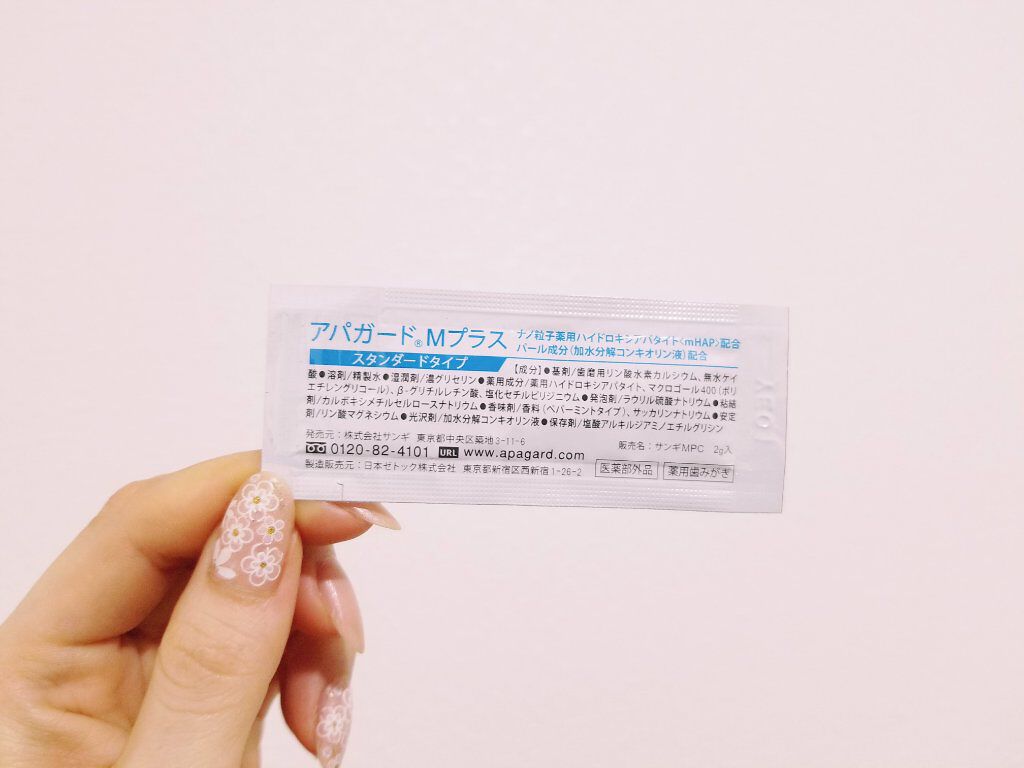 アパガード®Mプラス
ナノ粒子薬用ハイドロキシアパタイト〈mHAP〉配合
パール成分(加水分解コンキオリン液)配合
スタンダードタイプ
【成分】●基剤/歯磨用リン酸水素カルシウム、無水ケイ
酸●溶剤/精製水●湿潤剤/濃グリセリン●薬用成分/薬用ハイドロキシアパタイト、マクロゴール400(ポリ
エチレングリコール)、β-グリチルレチン酸、塩化セチルピリジニウム●発泡剤/ラウリル硫酸ナトリウム●粘結
剤/カルボキシメチルセルロースナトリウム●香味剤/香料(ペパーミントタイプ)、サッカリンナトリウム●安定
剤/リン酸マグネシウム●光沢剤/加水分解コンキオリン液●保存剤/塩酸アルキルジアミノエチルグリシン
発売元:株式会社サンギ 東京都中央区築地3-11-6
販売名:サンギMPC 2g入
0120-82-4101 URL www.apagard.com
製造販売元:日本ゼトック株式会社 東京都新宿区西新宿1-26-2
医薬部外品 薬用歯みがき